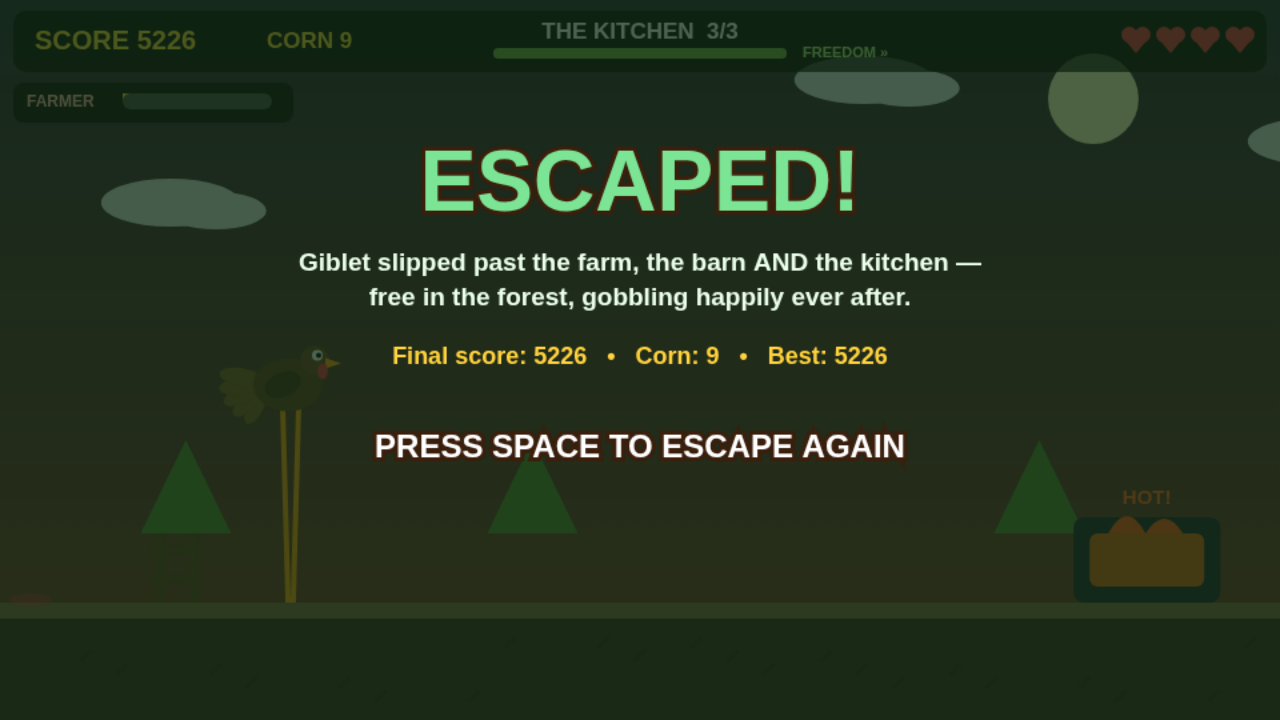 SCORE 5226
CORN 9
THE KITCHEN 3/3
FREEDOM »
FARMER
ESCAPED!
Giblet slipped past the farm, the barn AND the kitchen —
free in the forest, gobbling happily ever after.
Final score: 5226 • Corn: 9 • Best: 5226
PRESS SPACE TO ESCAPE AGAIN
HOT!